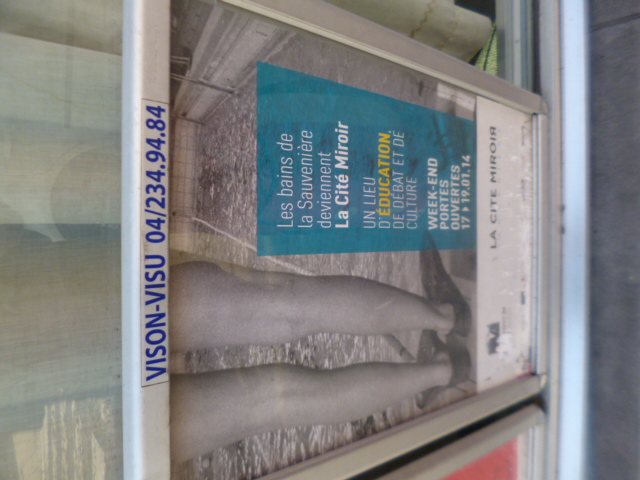 VISON-VISU 04/234.94.84
Les bains de
la Sauvenière
deviennent
La Cité Miroir
UN LIEU
D'ÉDUCATION,
DE DÉBAT ET DE
CULTURE
WEEK-END
PORTES
OUVERTES
17 > 19.01.14
LA CITÉ MIROIR